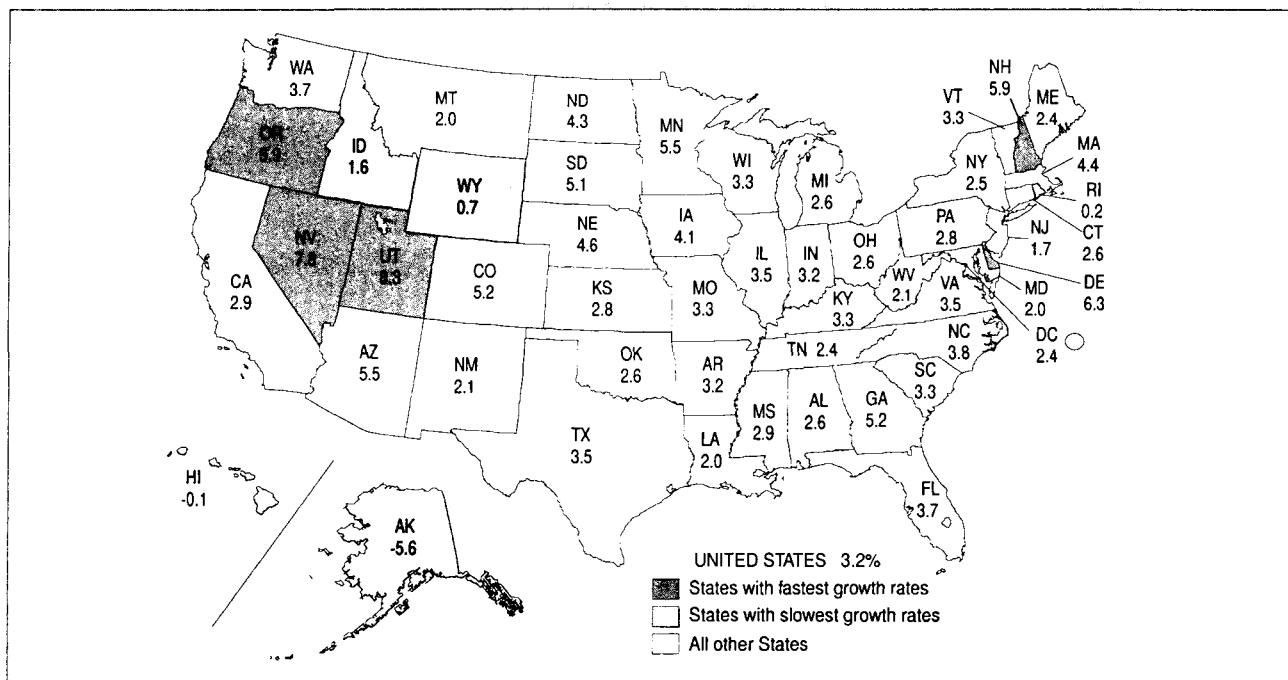 WA
3.7
OR
ID
1.6
MT
2.0
ND
4.3
SD
5.1
WY
0.7
NE
4.6
MN
5.5
WI
3.3
MI
2.6
IA
4.1
NV
UT
CO
5.2
CA
2.9
KS
2.8
MO
3.3
IL
3.5
IN
3.2
OH
2.6
WV
2.1
KY
3.3
VA
3.5
PA
2.8
NY
2.5
VT
3.3
NH
5.9
ME
2.4
MA
4.4
RI
0.2
CT
2.6
NJ
1.7
DE
6.3
MD
2.0
DC
2.4
NC
3.8
TN 2.4
SC
3.3
AZ
5.5
NM
2.1
OK
2.6
AR
3.2
TX
3.5
LA
2.0
MS
2.9
AL
2.6
GA
5.2
FL
3.7
HI
-0.1
AK
-5.6
UNITED STATES 3.2%
States with fastest growth rates
States with slowest growth rates
All other States